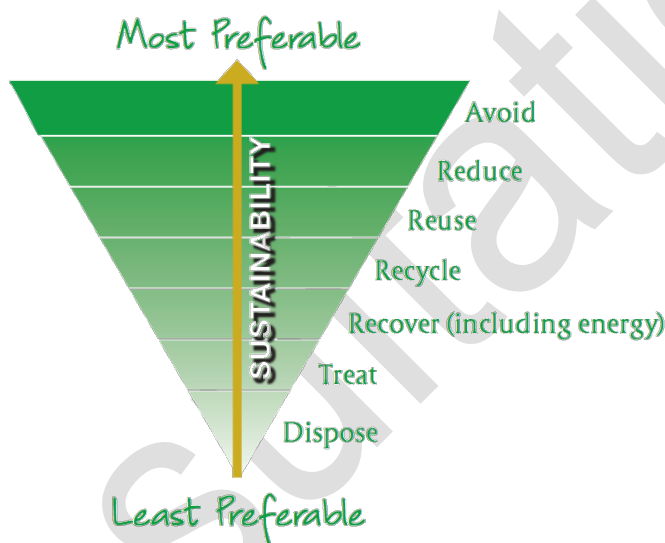 Most Preferable
Avoid
Reduce
Reuse
Recycle
Recover (including energy)
Treat
Dispose
SUSTAINABILITY
Least Preferable